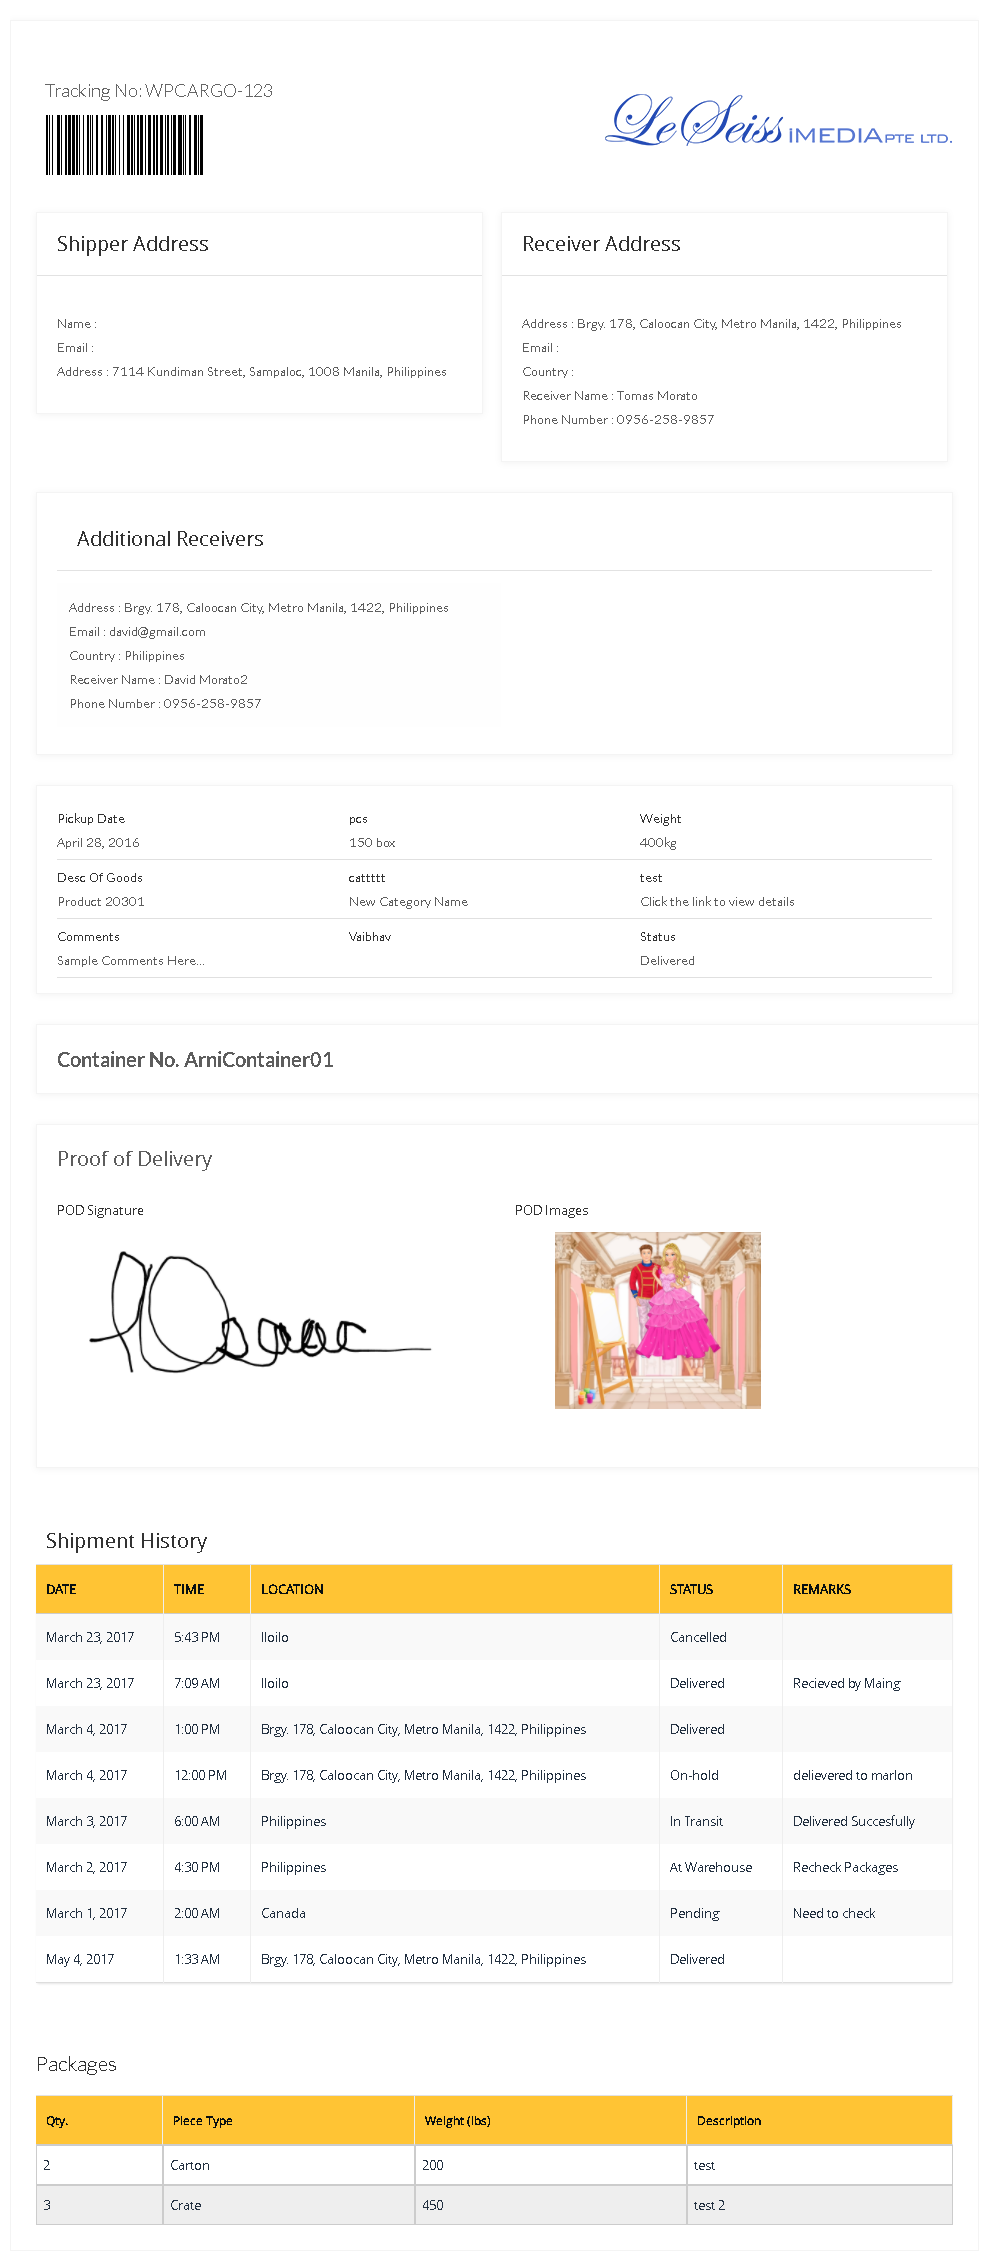 Tracking No: WPCARGO-123
Le Seiss iMEDIA PTE LTD.
Shipper Address
Name :
Email :
Address : 7114 Kundiman Street, Sampaloc, 1008 Manila, Philippines
Receiver Address
Address : Brgy. 178, Caloocan City, Metro Manila, 1422, Philippines
Email :
Country :
Receiver Name : Tomas Morato
Phone Number : 0956-258-9857
Additional Receivers
Address : Brgy. 178, Caloocan City, Metro Manila, 1422, Philippines
Email : david@gmail.com
Country : Philippines
Receiver Name : David Morato2
Phone Number : 0956-258-9857
Pickup Date pcs Weight
April 28, 2016 150 box 400kg
Desc Of Goods cattttt test
Product 20301 New Category Name Click the link to view details
Comments Vaibhav Status
Sample Comments Here... Delivered
Container No. ArniContainer01
Proof of Delivery
POD Signature POD Images
Shipment History
DATE TIME LOCATION STATUS REMARKS
March 23, 2017 5:43 PM Iloilo Cancelled
March 23, 2017 7:09 AM Iloilo Delivered Recieved by Maing
March 4, 2017 1:00 PM Brgy. 178, Caloocan City, Metro Manila, 1422, Philippines Delivered
March 4, 2017 12:00 PM Brgy. 178, Caloocan City, Metro Manila, 1422, Philippines On-hold delievered to marlon
March 3, 2017 6:00 AM Philippines In Transit Delivered Succesfully
March 2, 2017 4:30 PM Philippines At Warehouse Recheck Packages
March 1, 2017 2:00 AM Canada Pending Need to check
May 4, 2017 1:33 AM Brgy. 178, Caloocan City, Metro Manila, 1422, Philippines Delivered
Packages
Qty. Piece Type Weight (lbs) Description
2 Carton 200 test
3 Crate 450 test 2